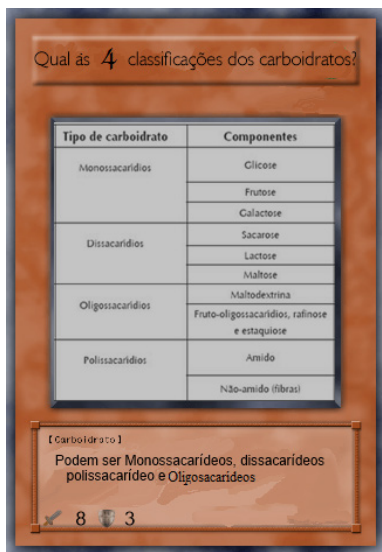 Qual ás 4 classificações dos carboidratos?
Tipo de carboidrato Componentes
Monossacarídios Glicose
Frutose
Galactose
Dissacarídios Sacarose
Lactose
Maltose
Oligossacarídios Maltodextrina
Fruto-oligossacarídios, rafinose
e estaquiose
Polissacarídios Amido
Não-amido (fibras)
[Carboidrato]
Podem ser Monossacarídeos, dissacarídeos
polissacarídeo e Oligosacarideos
8 3